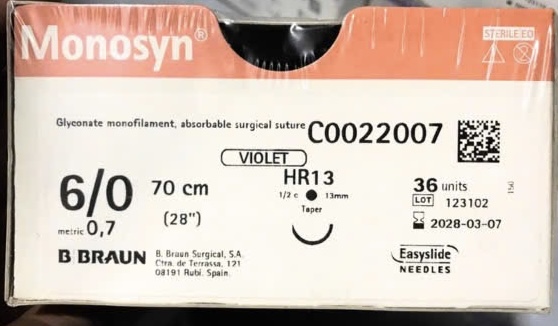 Monosyn®
STERILE EO
Glyconate monofilament, absorbable surgical suture C0022007
VIOLET
6/0 70 cm
metric 0,7 (28")
HR13
1/2 c 13mm
Taper
36 units
LOT 123102
2028-03-07
B BRAUN
B. Braun Surgical, S.A.
Ctra. de Terrassa, 121
08191 Rubí. Spain
Easyslide
NEEDLES